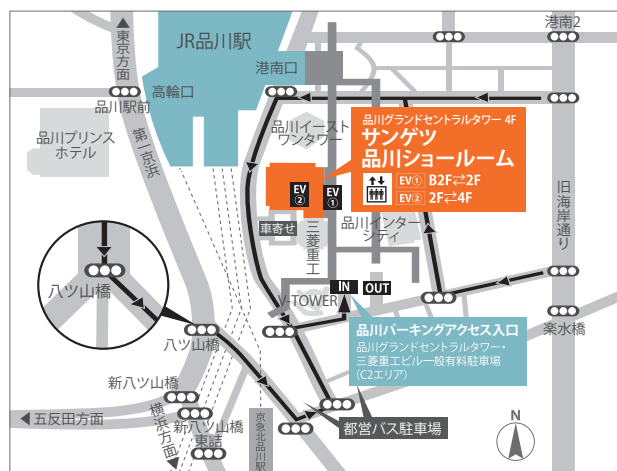 港南2
JR品川駅
東京方面
港南口
高輪口
品川駅前
品川グランドセントラルタワー 4F
サンゲツ
品川ショールーム
EV① B2F⇄2F
EV② 2F⇄4F
品川イースト
ワンタワー
品川プリンス
ホテル
第一京浜
EV
②
EV
①
旧海岸通り
車寄せ
三菱重工
品川インター
シティ
八ツ山橋
IN
OUT
V-TOWER
品川パーキングアクセス入口
品川グランドセントラルタワー・
三菱重工ビル一般有料駐車場
(C2エリア)
楽水橋
八ツ山橋
新八ツ山橋
五反田方面
横浜方面
新八ツ山橋
東詰
京急北品川駅
都営バス駐車場
N